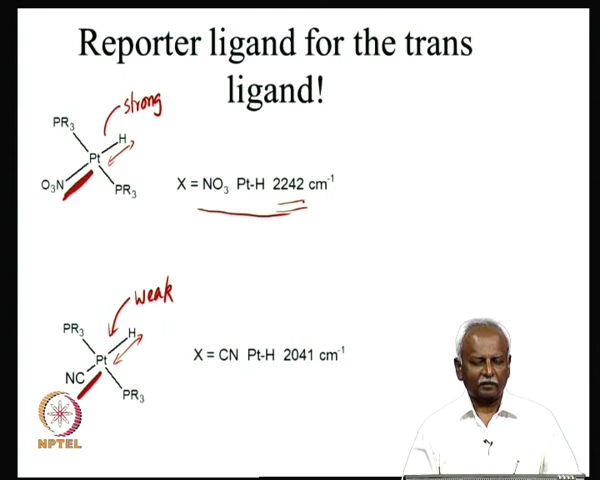 Reporter ligand for the trans
ligand!
strong
PR3
H
Pt
O3N
PR3
X = NO3 Pt-H 2242 cm-1
weak
PR3
H
Pt
NC
PR3
X = CN Pt-H 2041 cm-1
NPTEL